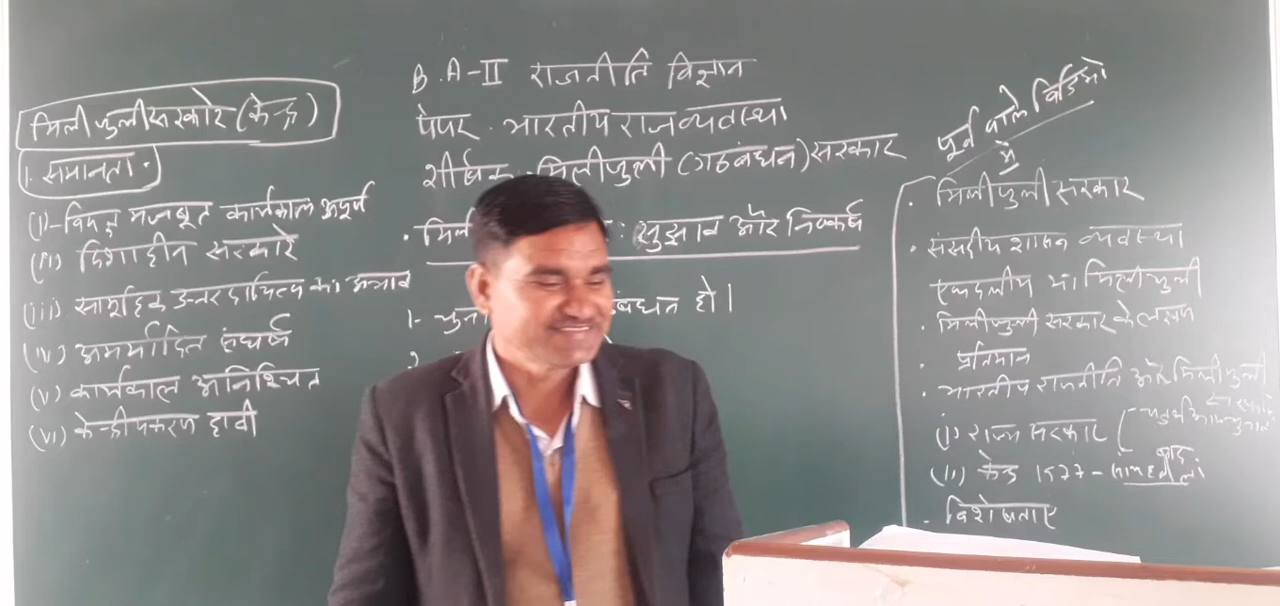 B.A-II राजनीति विज्ञान
पेपर - भारतीय राजव्यवस्था
शीर्षक - मिलीजुली (गठबंधन) सरकार
: सुझाव और निष्कर्ष
1-
हो।
मिलीजुली सरकारे (केन्द्र)
1. समानता -
(i) - मजबूत कार्यकाल अपूर्ण
(ii) दिशाहीन सरकारे
(iii) सामूहिक उत्तरदायित्व का अभाव
(iv) अमर्यादित संघर्ष
(v) कार्यकाल अनिश्चित
(vi) केन्द्रीयकरण हावी
पूर्व वाले विडियो
में
• मिलीजुली सरकार
• संसदीय शासन व्यवस्था
एकदलीय या मिलीजुली
• मिलीजुली सरकार के लक्षण
• प्रतिमान
• भारतीय राजनीति और मिलीजुली
(i) राज्य सरकार
(ii) केन्द्र 1977 -
- विशेषताए